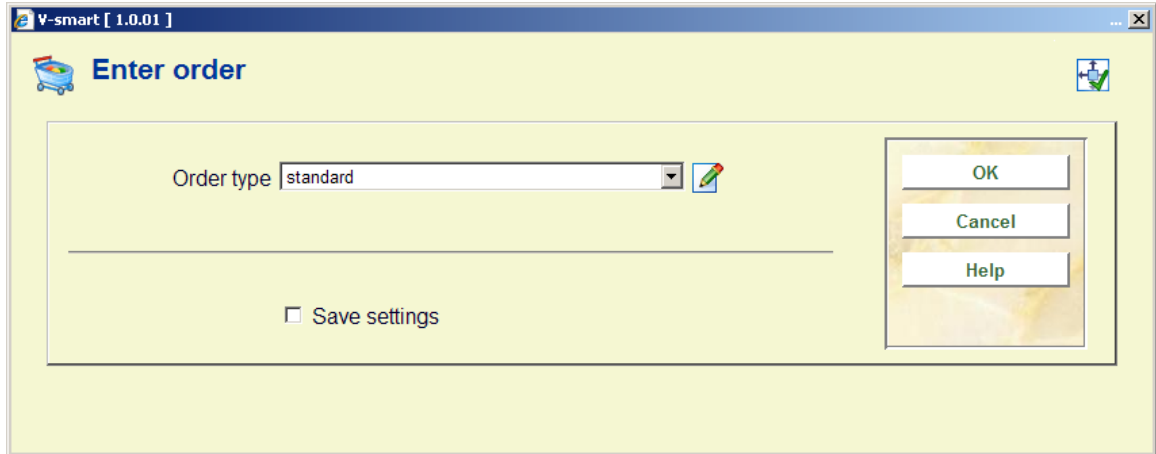 V-smart [ 1.0.01 ]
...
Enter order
Order type standard
OK
Cancel
Help
Save settings